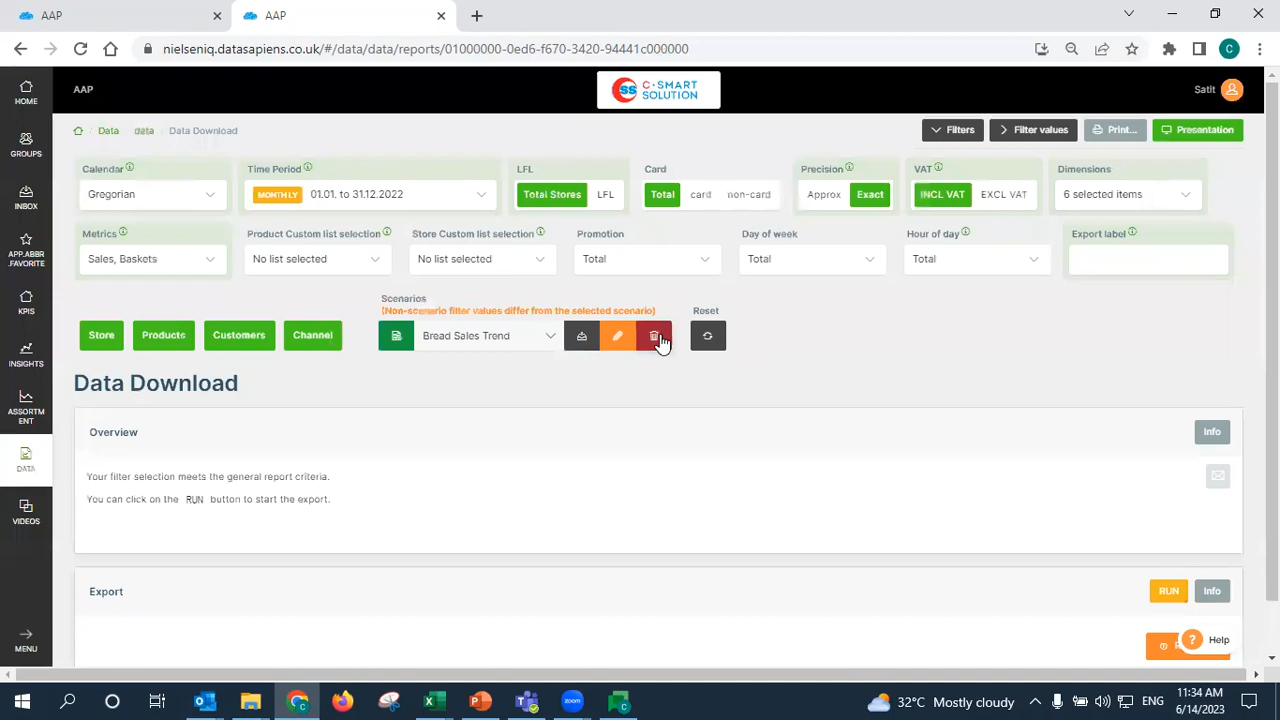 AAP AAP
nielseniq.datasapiens.co.uk/#/data/data/reports/01000000-0ed6-f670-3420-94441c000000
C
HOME
GROUPS
INBOX
APP.ABBR
.FAVORITE
KPIS
INSIGHTS
ASSORTM
ENT
DATA
VIDEOS
MENU
AAP
CSS C·SMART
SOLUTION
Satit
Data data Data Download
Filters Filter values Print... Presentation
Calendar Time Period LFL Card Precision VAT Dimensions
Gregorian MONTHLY 01.01. to 31.12.2022 Total Stores LFL Total card non-card Approx Exact INCL VAT EXCL VAT 6 selected items
Metrics Product Custom list selection Store Custom list selection Promotion Day of week Hour of day Export label
Sales, Baskets No list selected No list selected Total Total Total
Scenarios Reset
(Non-scenario filter values differ from the selected scenario)
Store Products Customers Channel Bread Sales Trend
Data Download
Overview Info
Your filter selection meets the general report criteria.
You can click on the RUN button to start the export.
Export RUN Info
? Help
32°C Mostly cloudy ENG 11:34 AM
6/14/2023